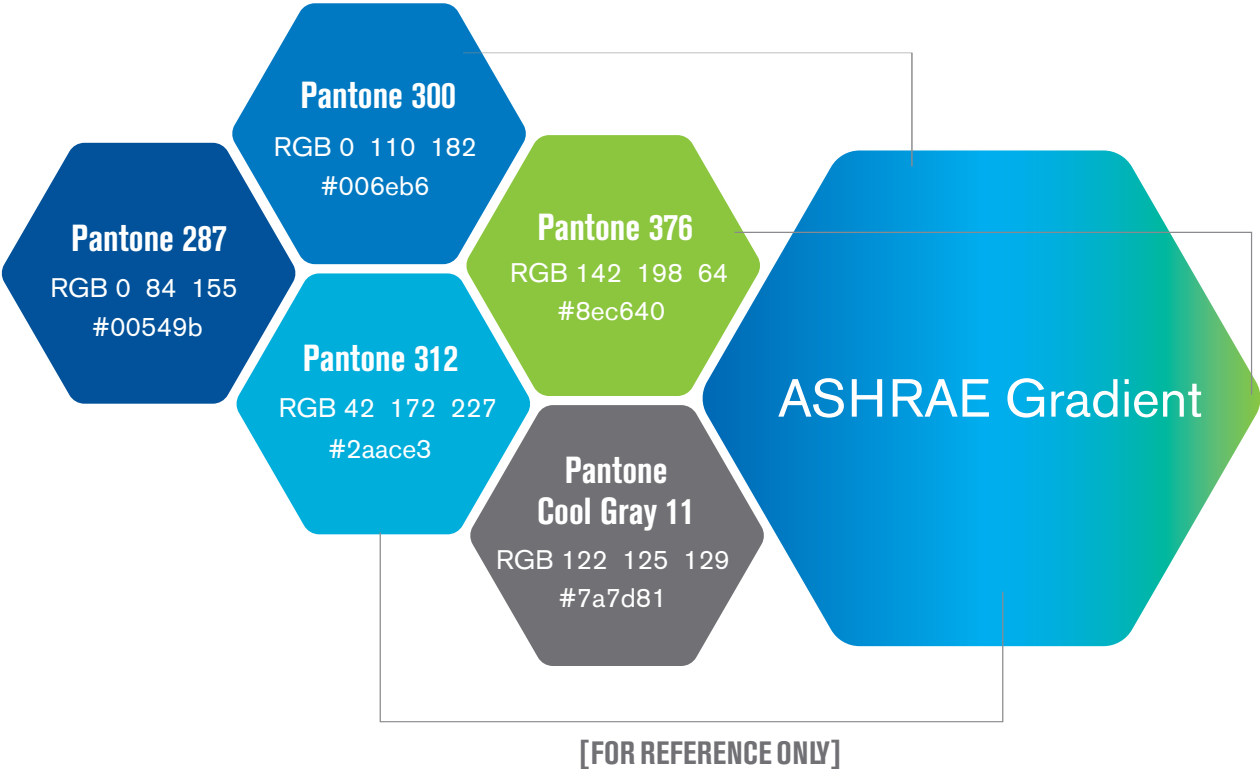 Pantone 300
RGB 0 110 182
#006eb6
Pantone 287
RGB 0 84 155
#00549b
Pantone 376
RGB 142 198 64
#8ec640
Pantone 312
RGB 42 172 227
#2aace3
Pantone
Cool Gray 11
RGB 122 125 129
#7a7d81
ASHRAE Gradient
[FOR REFERENCE ONLY]